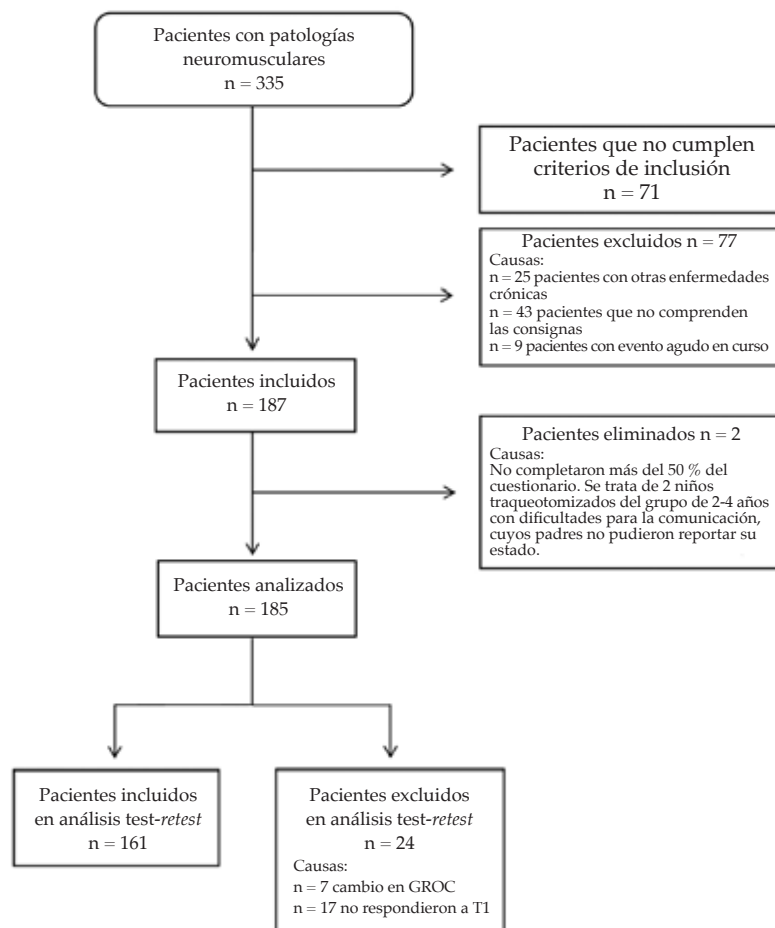 Pacientes con patologías
neuromusculares
n = 335
Pacientes que no cumplen
criterios de inclusión
n = 71
Pacientes excluidos n = 77
Causas:
n = 25 pacientes con otras enfermedades
crónicas
n = 43 pacientes que no comprenden
las consignas
n = 9 pacientes con evento agudo en curso
Pacientes incluidos
n = 187
Pacientes eliminados n = 2
Causas:
No completaron más del 50 % del
cuestionario. Se trata de 2 niños
traqueotomizados del grupo de 2-4 años
con dificultades para la comunicación,
cuyos padres no pudieron reportar su
estado.
Pacientes analizados
n = 185
Pacientes incluidos
en análisis test-retest
n = 161
Pacientes excluidos
en análisis test-retest
n = 24
Causas:
n = 7 cambio en GROC
n = 17 no respondieron a T1